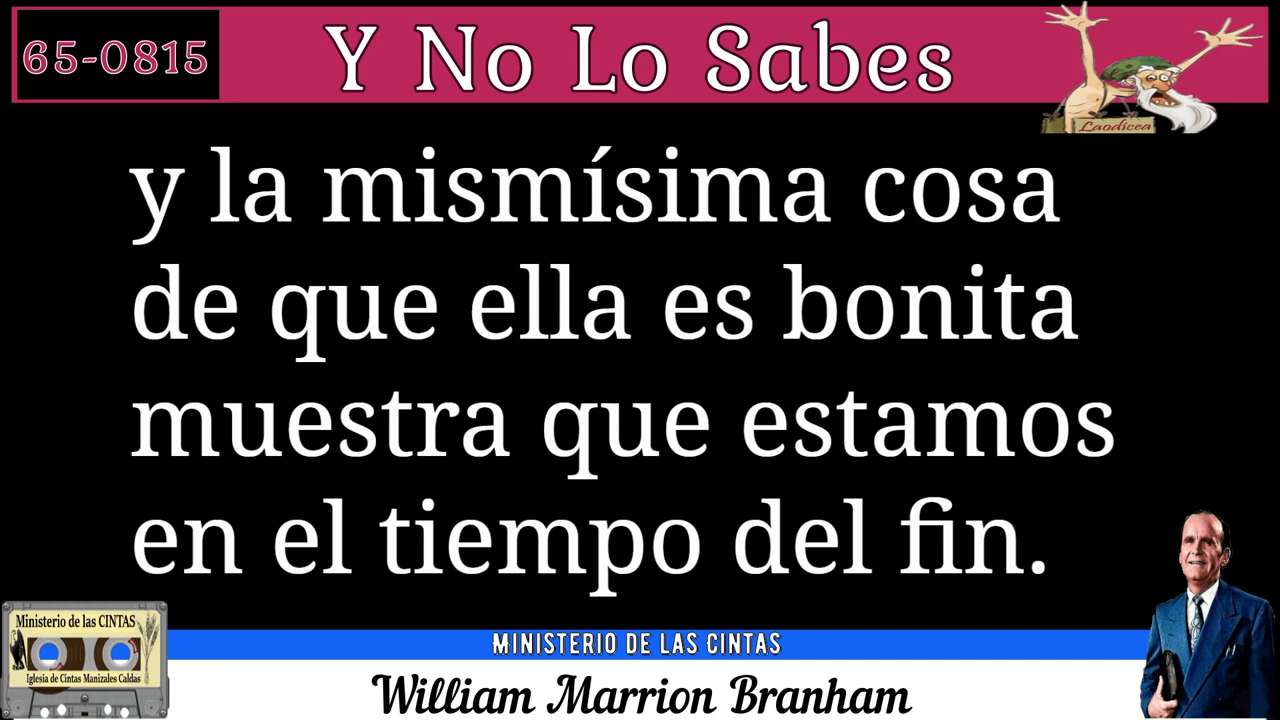 65-0815
Y No Lo Sabes
Laodicea
y la mismísima cosa
de que ella es bonita
muestra que estamos
en el tiempo del fin.
Ministerio de las CINTAS
Iglesia de Cintas Manizales Caldas
MINISTERIO DE LAS CINTAS
William Marrion Branham